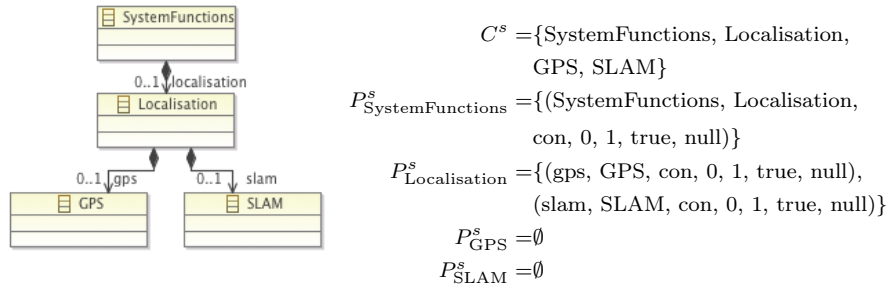 SystemFunctions
0..1 localisation
Localisation
0..1 gps
0..1 slam
GPS
SLAM
C^s ={SystemFunctions, Localisation,
GPS, SLAM}
P^s_SystemFunctions ={(SystemFunctions, Localisation,
con, 0, 1, true, null)}
P^s_Localisation ={(gps, GPS, con, 0, 1, true, null),
(slam, SLAM, con, 0, 1, true, null)}
P^s_GPS =∅
P^s_SLAM =∅